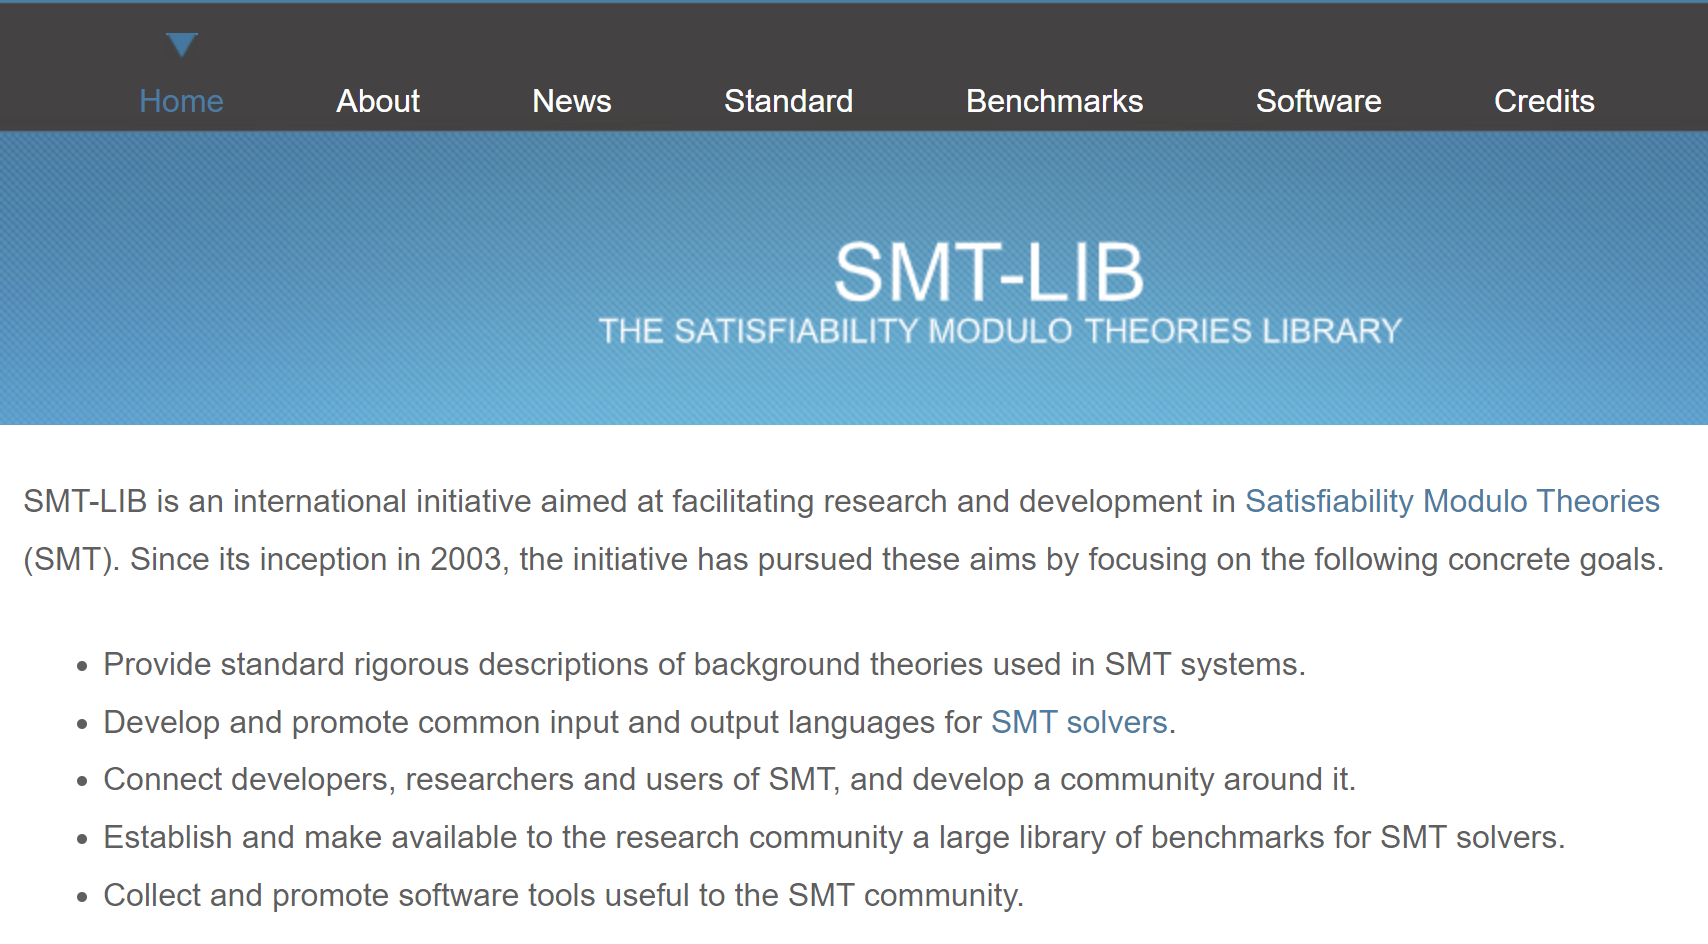 Home About News Standard Benchmarks Software Credits
SMT-LIB
THE SATISFIABILITY MODULO THEORIES LIBRARY
SMT-LIB is an international initiative aimed at facilitating research and development in Satisfiability Modulo Theories
(SMT). Since its inception in 2003, the initiative has pursued these aims by focusing on the following concrete goals.
• Provide standard rigorous descriptions of background theories used in SMT systems.
• Develop and promote common input and output languages for SMT solvers.
• Connect developers, researchers and users of SMT, and develop a community around it.
• Establish and make available to the research community a large library of benchmarks for SMT solvers.
• Collect and promote software tools useful to the SMT community.